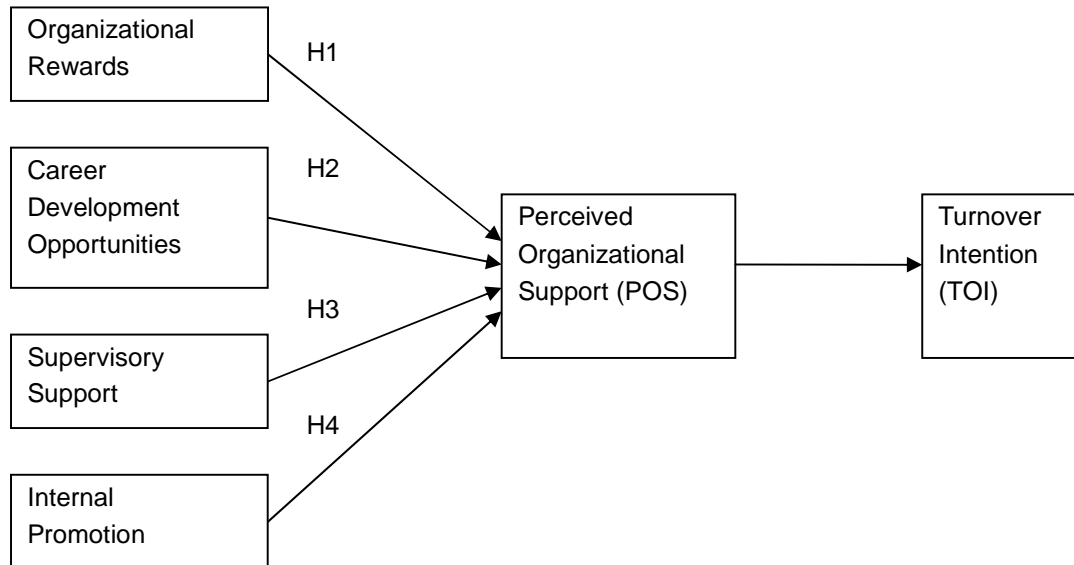 Organizational
Rewards
H1
Career
Development
Opportunities
H2
Supervisory
Support
H3
Internal
Promotion
H4
Perceived
Organizational
Support (POS)
Turnover
Intention
(TOI)